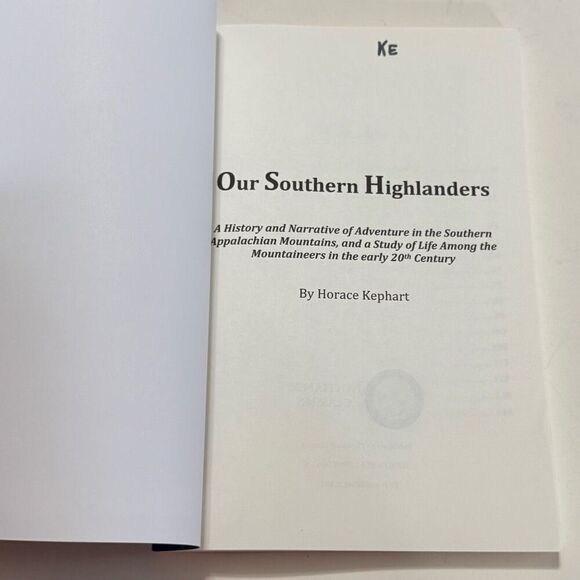 KE
Our Southern Highlanders
A History and Narrative of Adventure in the Southern
Appalachian Mountains, and a Study of Life Among the
Mountaineers in the early 20th Century
By Horace Kephart